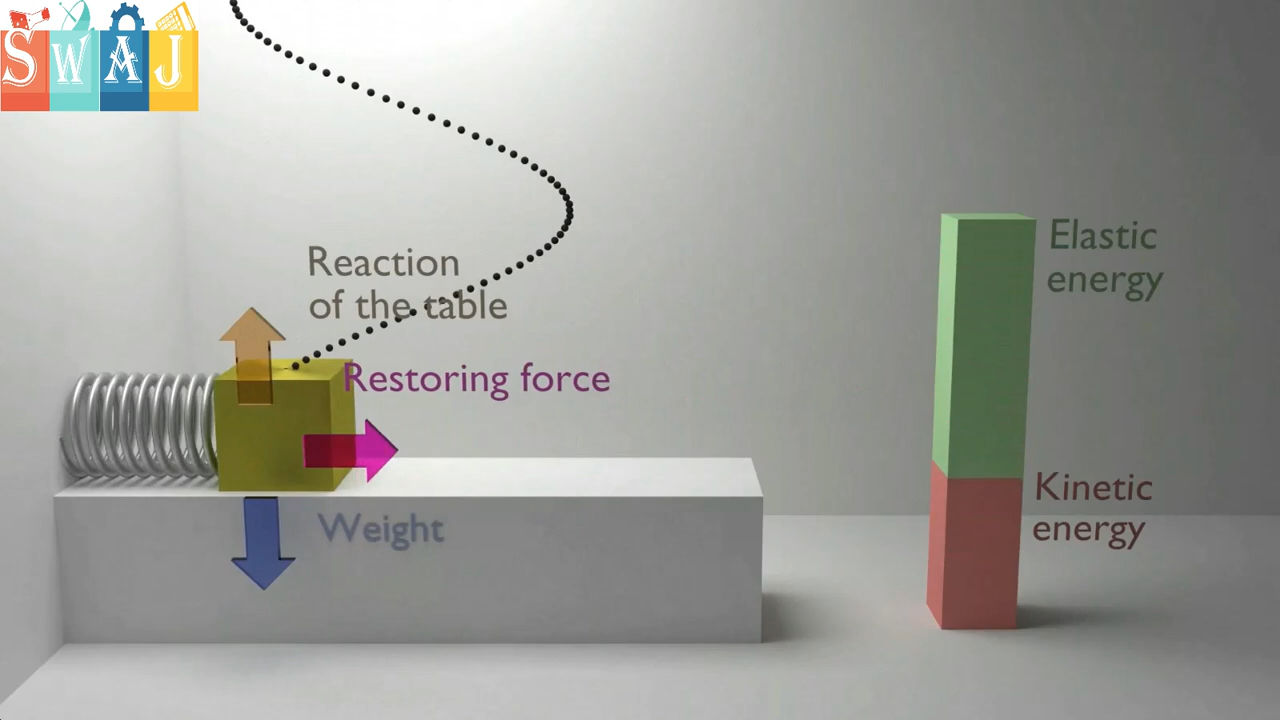 SWAJ
Reaction
of the table
Restoring force
Weight
Elastic
energy
Kinetic
energy